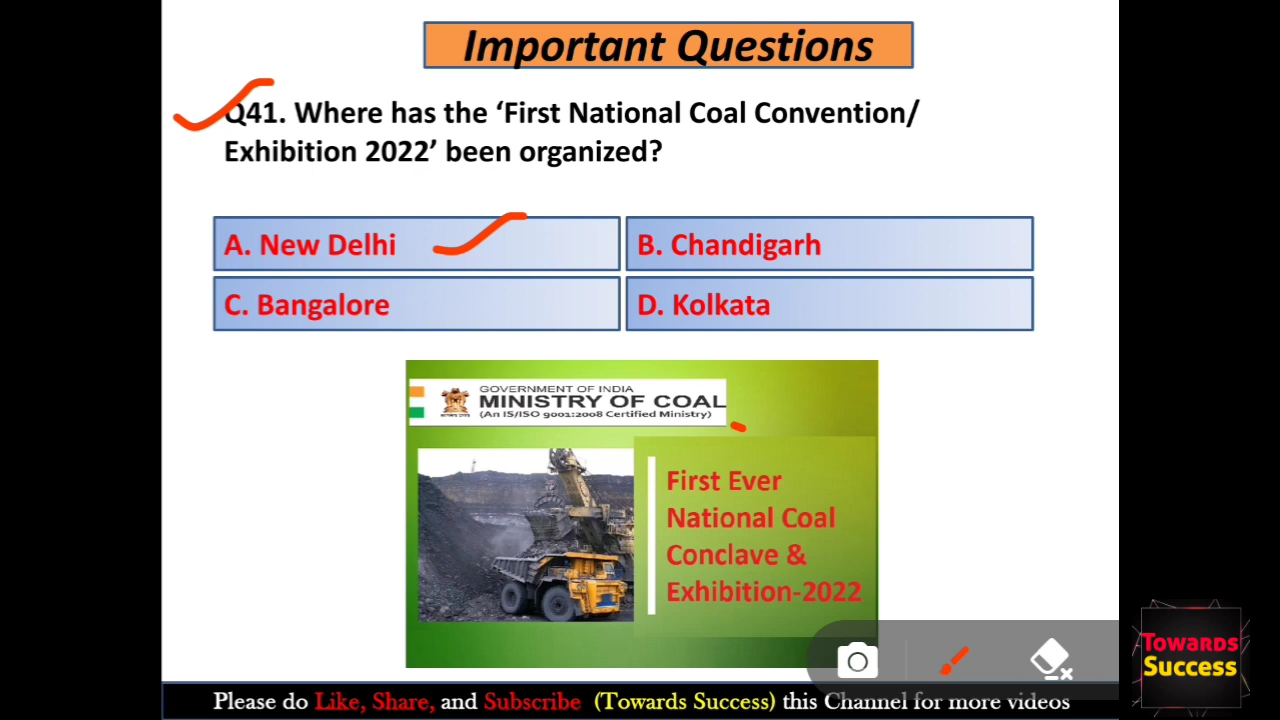 Important Questions
Q41. Where has the ‘First National Coal Convention/
Exhibition 2022’ been organized?
A. New Delhi
B. Chandigarh
C. Bangalore
D. Kolkata
GOVERNMENT OF INDIA
MINISTRY OF COAL
(An IS/ISO 9001:2008 Certified Ministry)
First Ever
National Coal
Conclave &
Exhibition-2022
Towards
Success
Please do Like, Share, and Subscribe (Towards Success) this Channel for more videos